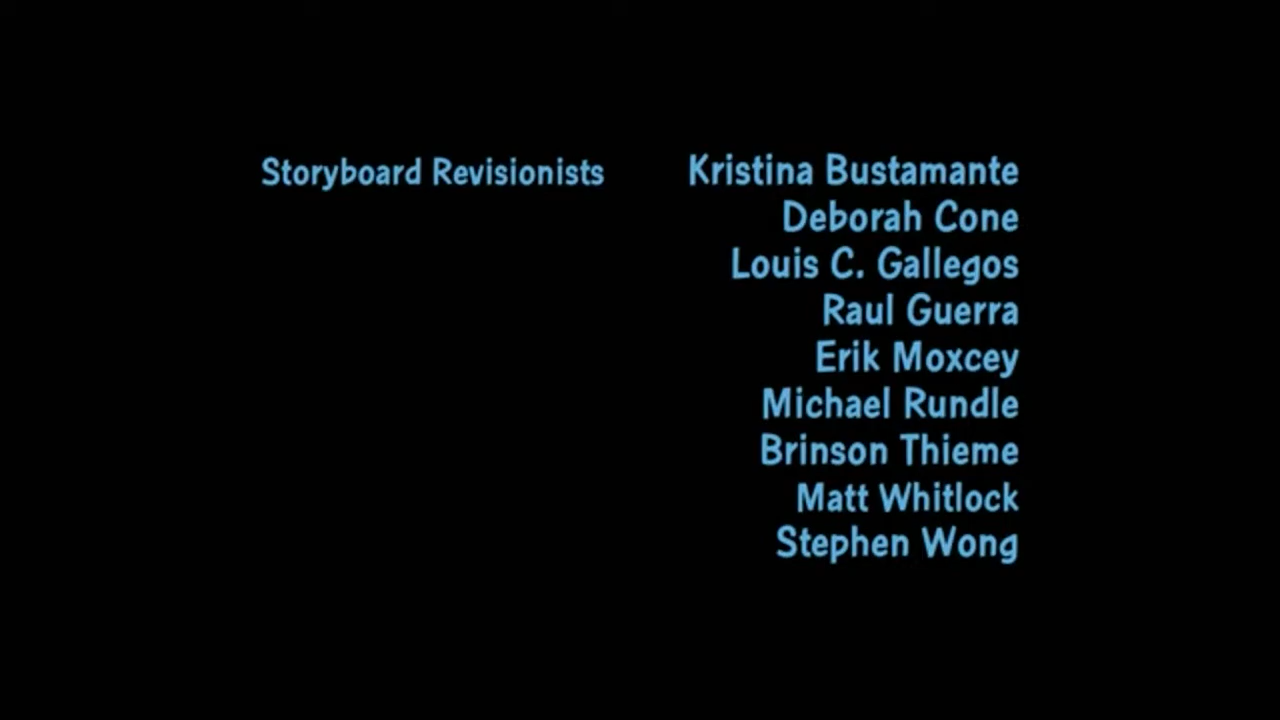 Storyboard Revisionists Kristina Bustamante
Deborah Cone
Louis C. Gallegos
Raul Guerra
Erik Moxcey
Michael Rundle
Brinson Thieme
Matt Whitlock
Stephen Wong